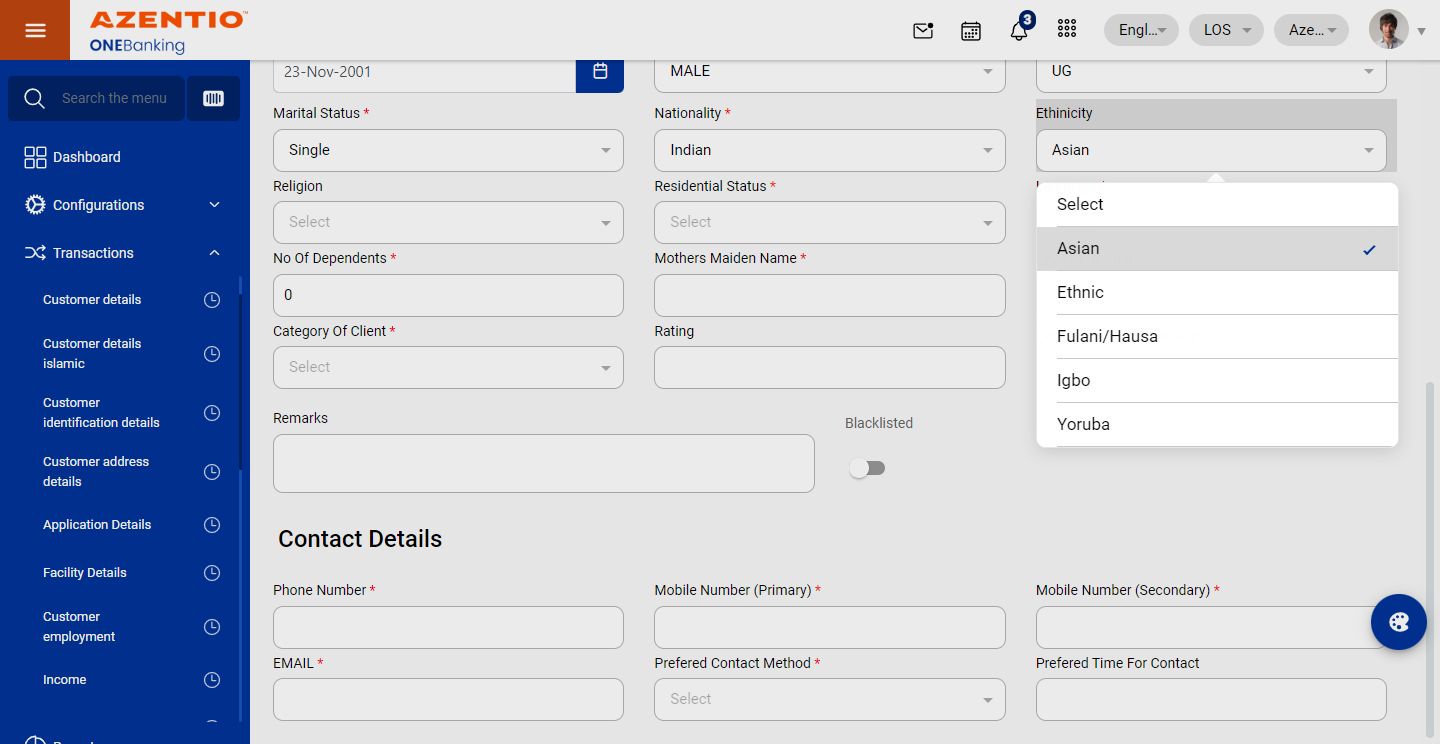 AZENTIO™
ONEBanking
3
Engl...
LOS
Aze...
Search the menu
Dashboard
Configurations
Transactions
Customer details
Customer details
islamic
Customer
identification details
Customer address
details
Application Details
Facility Details
Customer
employment
Income
23-Nov-2001
MALE
UG
Marital Status *
Nationality *
Ethinicity
Single
Indian
Asian
Religion
Residential Status *
Select
Select
Select
Asian
Ethnic
Fulani/Hausa
Igbo
Yoruba
No Of Dependents *
Mothers Maiden Name *
0
Category Of Client *
Rating
Select
Remarks
Blacklisted
Contact Details
Phone Number *
Mobile Number (Primary) *
Mobile Number (Secondary) *
EMAIL *
Prefered Contact Method *
Prefered Time For Contact
Select